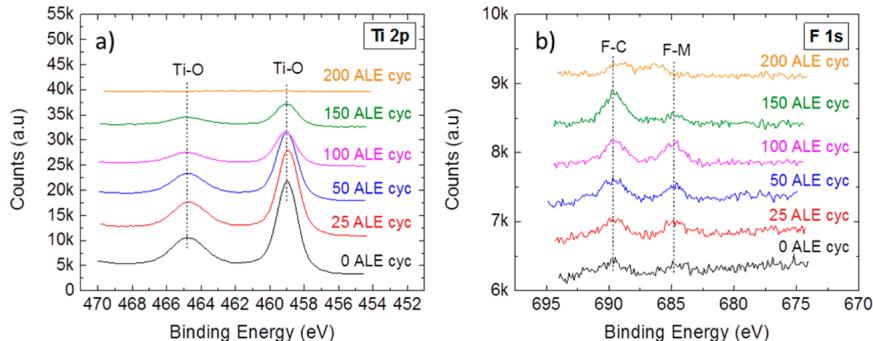 a)
Ti 2p
Ti-O
Ti-O
200 ALE cyc
150 ALE cyc
100 ALE cyc
50 ALE cyc
25 ALE cyc
0 ALE cyc
55k
50k
45k
40k
35k
30k
25k
20k
15k
10k
5k
0
Counts (a.u)
470 468 466 464 462 460 458 456 454 452
Binding Energy (eV)
b)
F 1s
F-C
F-M
200 ALE cyc
150 ALE cyc
100 ALE cyc
50 ALE cyc
25 ALE cyc
0 ALE cyc
10k
9k
8k
7k
6k
Counts (a.u)
695 690 685 680 675 670
Binding Energy (eV)